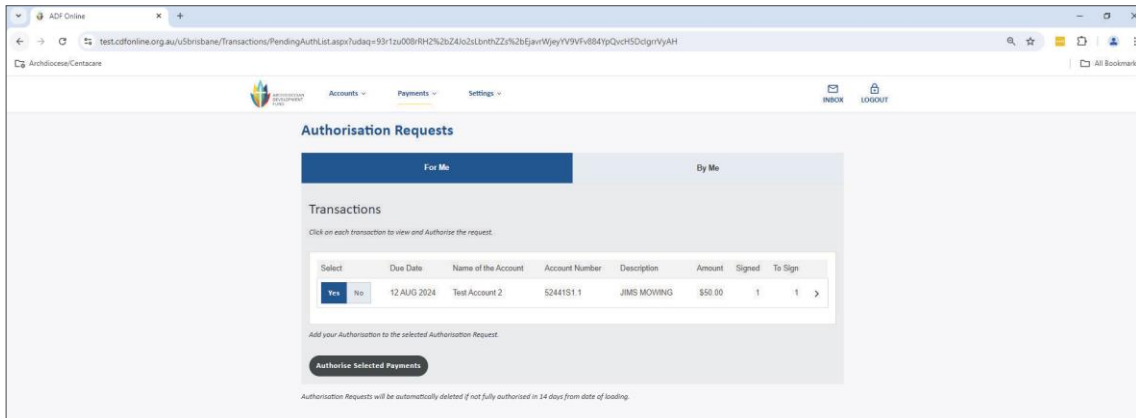 ADF Online
test.cdfonline.org.au/u5brisbane/Transactions/PendingAuthList.aspx?udaq=93r1zu008rRH2%2bZ4Jo2sLbnthZZs%2bEjavrWjeyYV9VFv884YpQvcH5DclgrrVyAH
Archdiocese/Centacare
All Bookmarks
ARCHDIOCESAN
DEVELOPMENT
FUND
Accounts Payments Settings INBOX LOGOUT
Authorisation Requests
For Me By Me
Transactions
Click on each transaction to view and Authorise the request.
Select Due Date Name of the Account Account Number Description Amount Signed To Sign
Yes No 12 AUG 2024 Test Account 2 52441S1.1 JIMS MOWING $50.00 1 1
Add your Authorisation to the selected Authorisation Request.
Authorise Selected Payments
Authorisation Requests will be automatically deleted if not fully authorised in 14 days from date of loading.